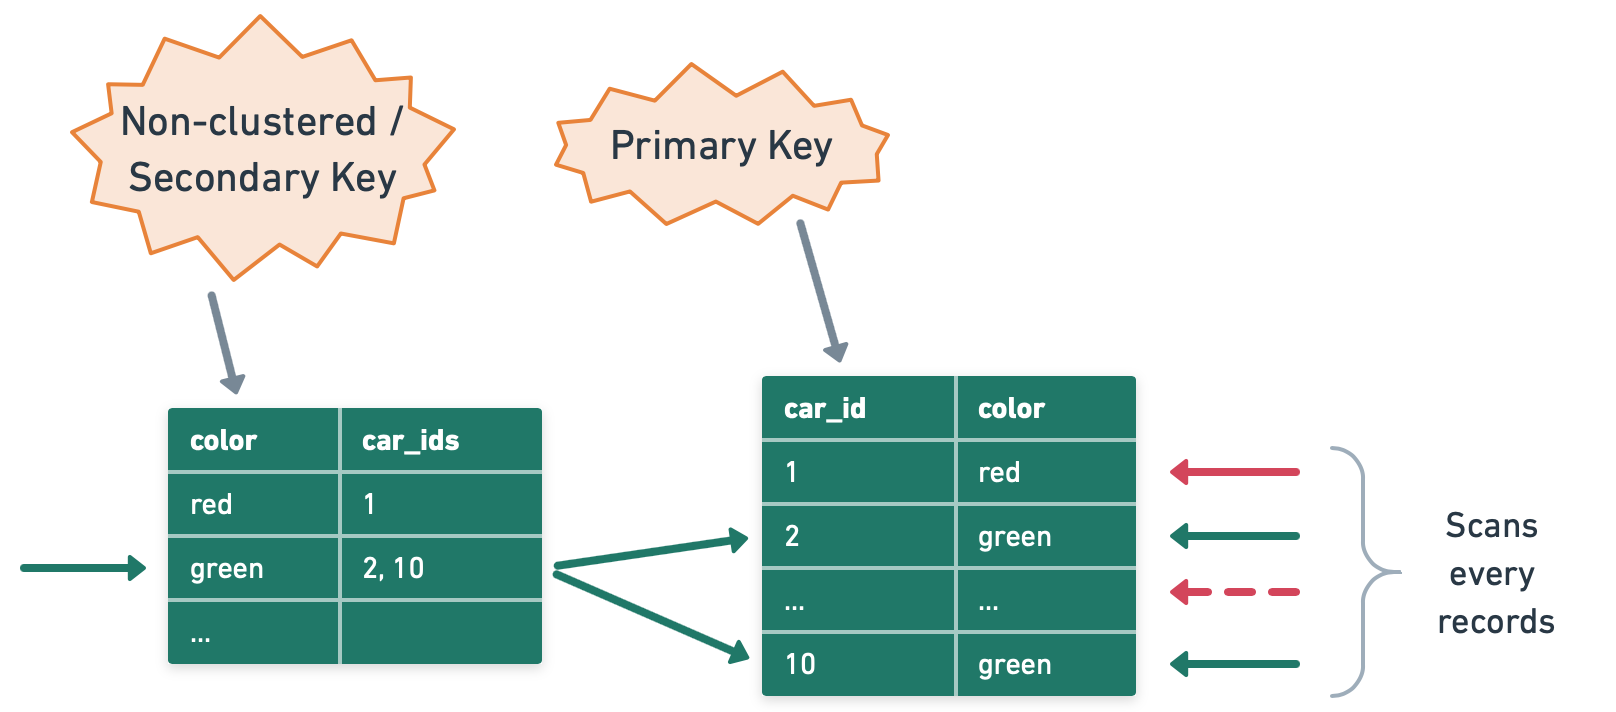 Non-clustered /
Secondary Key
Primary Key
color car_ids
red 1
green 2, 10
...
car_id color
1 red
2 green
... ...
10 green
Scans
every
records